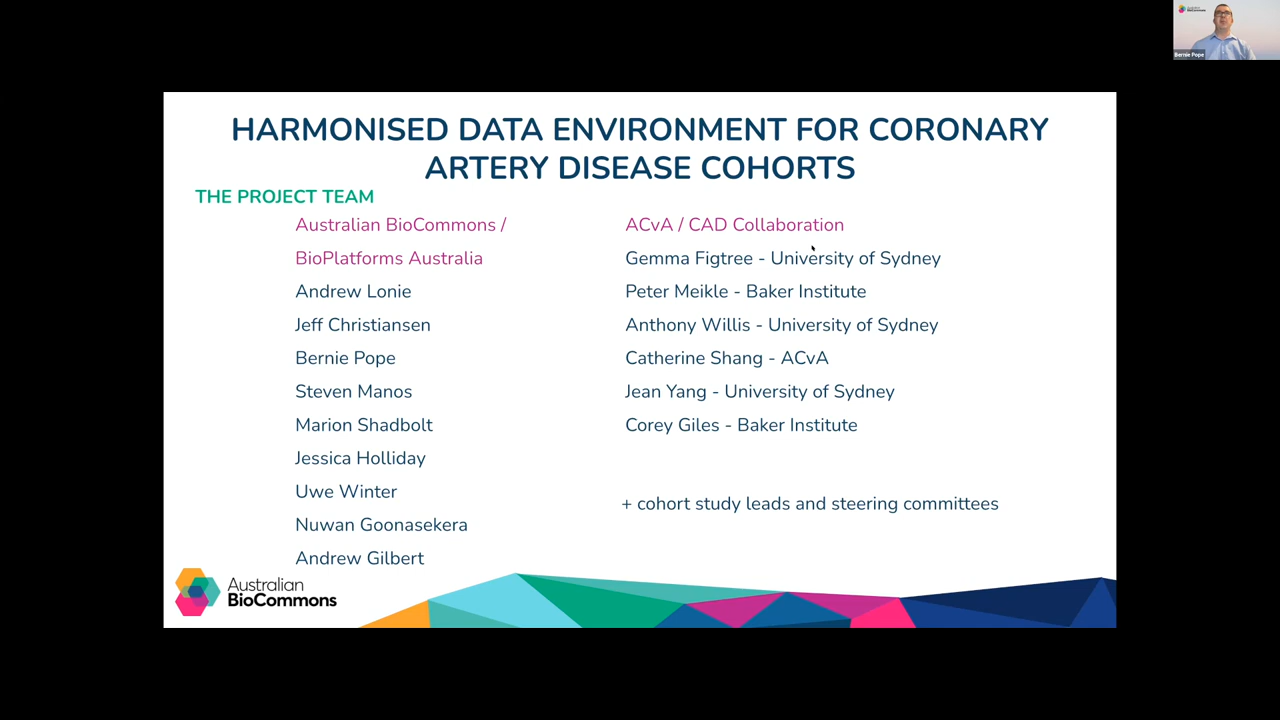 HARMONISED DATA ENVIRONMENT FOR CORONARY
ARTERY DISEASE COHORTS
THE PROJECT TEAM
Australian BioCommons /
BioPlatforms Australia
Andrew Lonie
Jeff Christiansen
Bernie Pope
Steven Manos
Marion Shadbolt
Jessica Holliday
Uwe Winter
Nuwan Goonasekera
Andrew Gilbert
ACvA / CAD Collaboration
Gemma Figtree - University of Sydney
Peter Meikle - Baker Institute
Anthony Willis - University of Sydney
Catherine Shang - ACvA
Jean Yang - University of Sydney
Corey Giles - Baker Institute
+ cohort study leads and steering committees
Australian
BioCommons
Australian
BioCommons
Bernie Pope